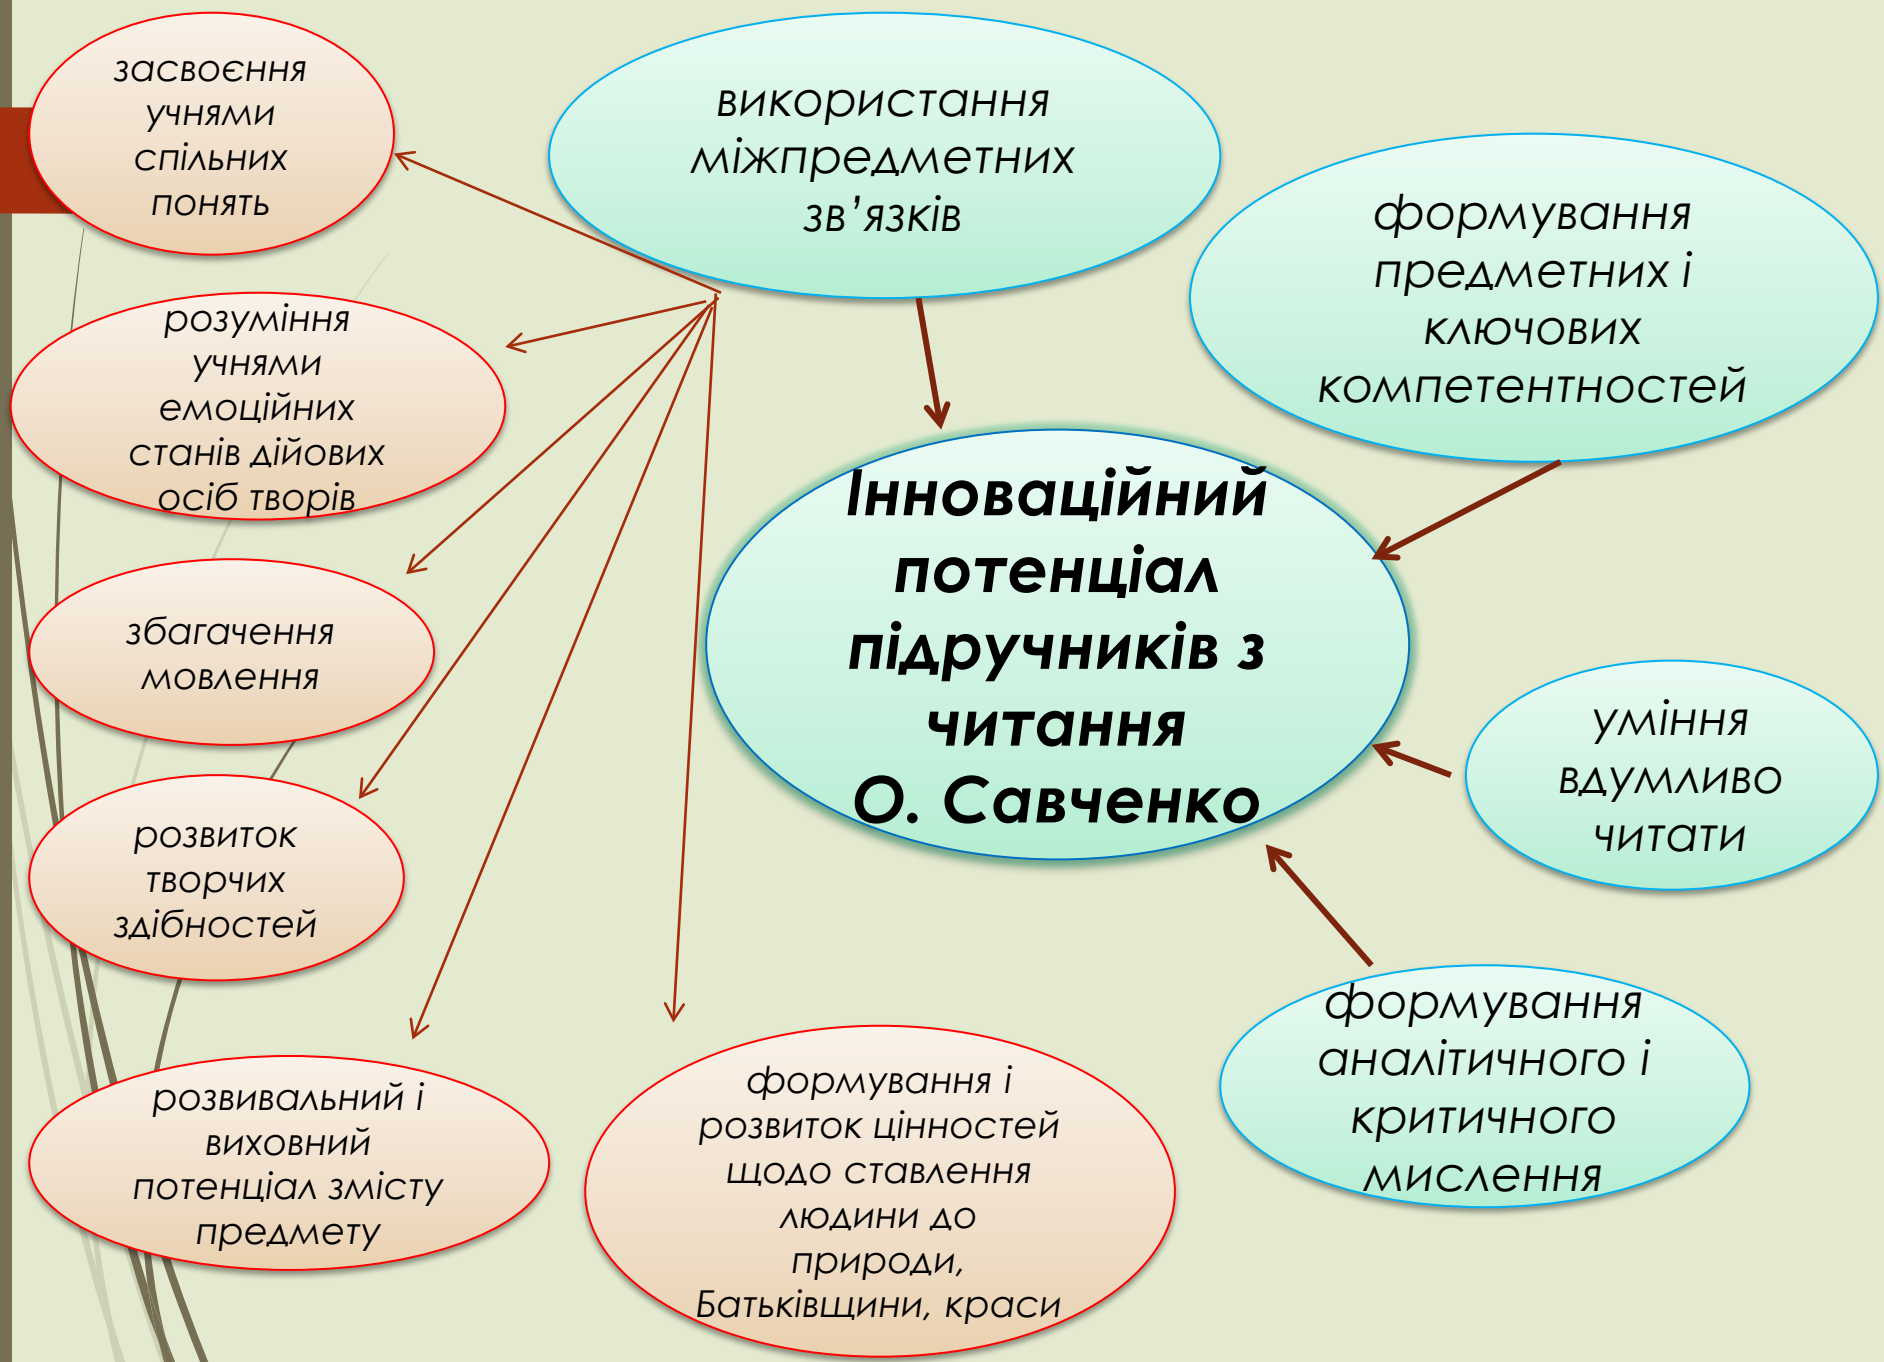 засвоєння
учнями
спільних
понять
використання
міжпредметних
зв’язків
формування
предметних і
ключових
компетентностей
розуміння
учнями
емоційних
станів дійових
осіб творів
Інноваційний
потенціал
підручників з
читання
О. Савченко
збагачення
мовлення
уміння
вдумливо
читати
розвиток
творчих
здібностей
формування
аналітичного і
критичного
мислення
розвивальний і
виховний
потенціал змісту
предмету
формування і
розвиток цінностей
щодо ставлення
людини до
природи,
Батьківщини, краси